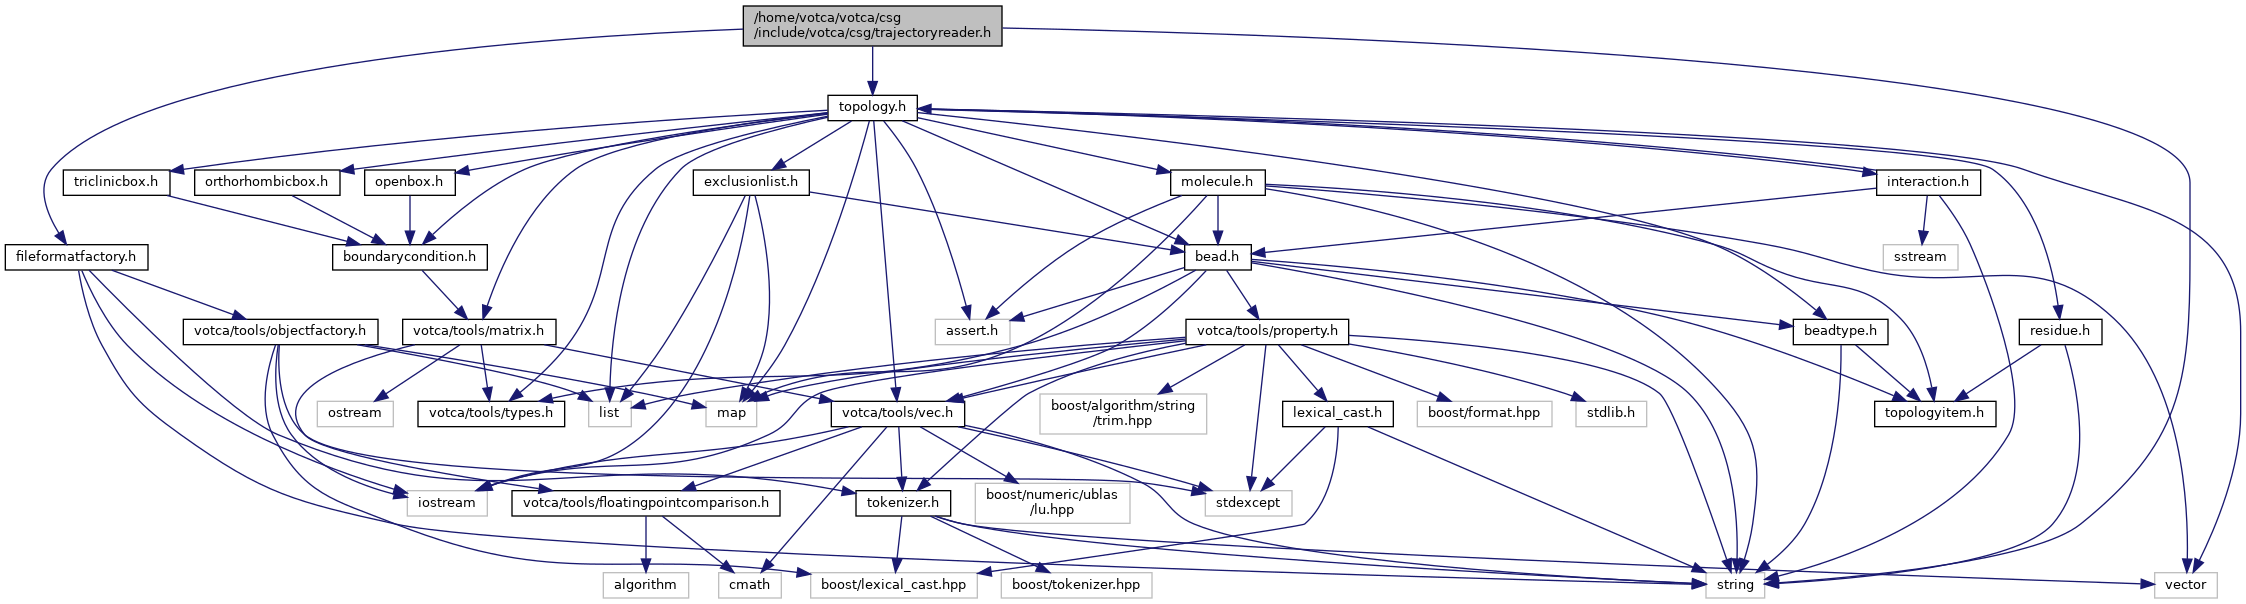 /home/votca/votca/csg
/include/votca/csg/trajectoryreader.h
topology.h
triclinicbox.h
orthorhombicbox.h
openbox.h
exclusionlist.h
molecule.h
interaction.h
fileformatfactory.h
boundarycondition.h
bead.h
sstream
votca/tools/objectfactory.h
votca/tools/matrix.h
assert.h
votca/tools/property.h
beadtype.h
residue.h
ostream
votca/tools/types.h
list
map
votca/tools/vec.h
boost/algorithm/string
/trim.hpp
lexical_cast.h
boost/format.hpp
stdlib.h
topologyitem.h
iostream
votca/tools/floatingpointcomparison.h
tokenizer.h
boost/numeric/ublas
/lu.hpp
stdexcept
algorithm
cmath
boost/lexical_cast.hpp
boost/tokenizer.hpp
string
vector